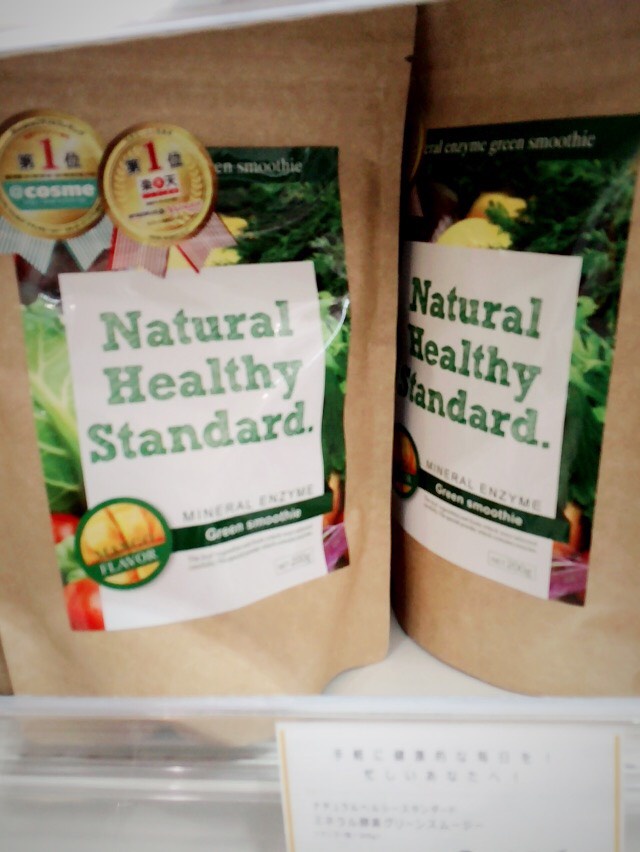 第1位
@cosme
第1位
楽天
en smoothie
Natural
Healthy
Standard.
MINERAL ENZYME
Green smoothie
FLAVOR
200g
eral enzyme green smoothie
Natural
Healthy
Standard.
MINERAL ENZYME
Green smoothie
200g
手軽に健康的な毎日を！
忙しいあなたへ！
ナチュラルヘルシースタンダード
ミネラル酵素グリーンスムージー